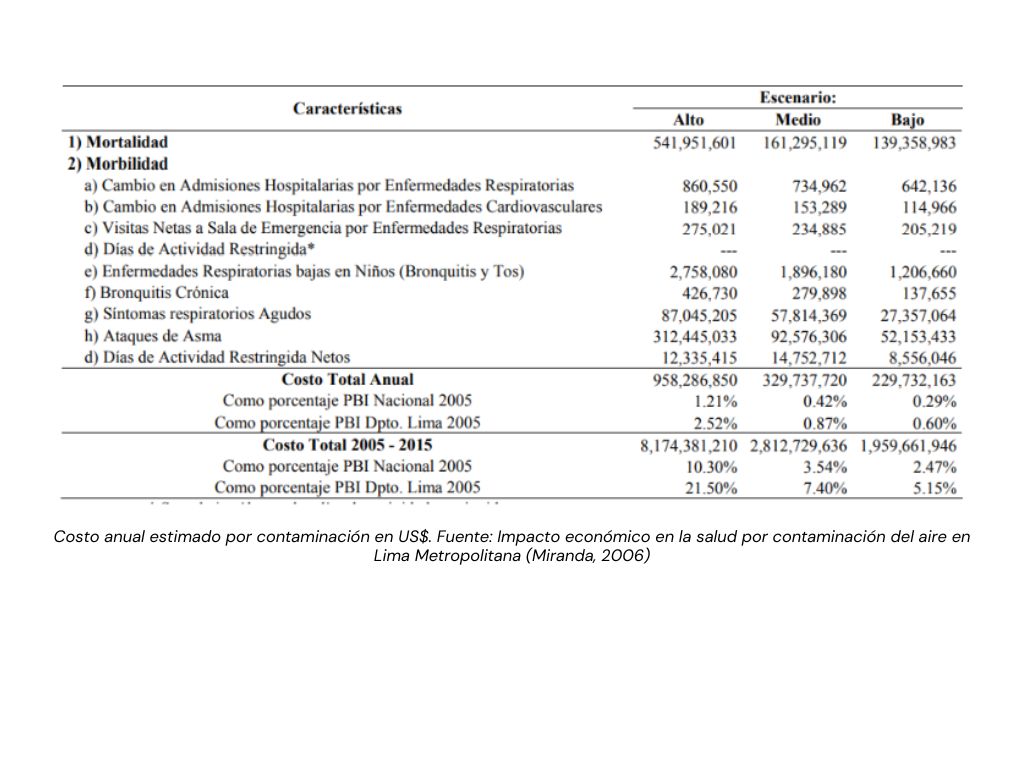 Características Escenario:
Alto Medio Bajo
1) Mortalidad 541,951,601 161,295,119 139,358,983
2) Morbilidad
a) Cambio en Admisiones Hospitalarias por Enfermedades Respiratorias 860,550 734,962 642,136
b) Cambio en Admisiones Hospitalarias por Enfermedades Cardiovasculares 189,216 153,289 114,966
c) Visitas Netas a Sala de Emergencia por Enfermedades Respiratorias 275,021 234,885 205,219
d) Días de Actividad Restringida* --- --- ---
e) Enfermedades Respiratorias bajas en Niños (Bronquitis y Tos) 2,758,080 1,896,180 1,206,660
f) Bronquitis Crónica 426,730 279,898 137,655
g) Síntomas respiratorios Agudos 87,045,205 57,814,369 27,357,064
h) Ataques de Asma 312,445,033 92,576,306 52,153,433
d) Días de Actividad Restringida Netos 12,335,415 14,752,712 8,556,046
Costo Total Anual 958,286,850 329,737,720 229,732,163
Como porcentaje PBI Nacional 2005 1.21% 0.42% 0.29%
Como porcentaje PBI Dpto. Lima 2005 2.52% 0.87% 0.60%
Costo Total 2005 - 2015 8,174,381,210 2,812,729,636 1,959,661,946
Como porcentaje PBI Nacional 2005 10.30% 3.54% 2.47%
Como porcentaje PBI Dpto. Lima 2005 21.50% 7.40% 5.15%
Costo anual estimado por contaminación en US$. Fuente: Impacto económico en la salud por contaminación del aire en
Lima Metropolitana (Miranda, 2006)